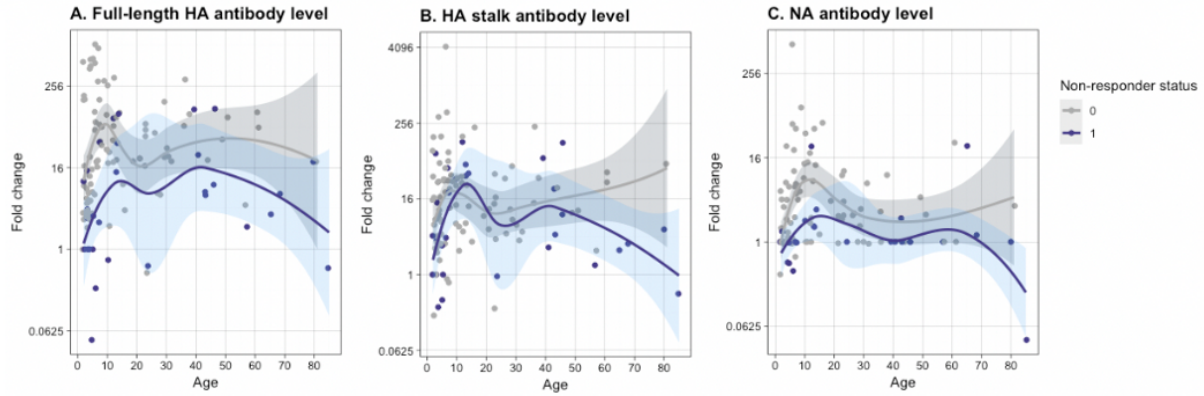 A. Full-length HA antibody level
Fold change
256
16
1
0.0625
0 10 20 30 40 50 60 70 80
Age
B. HA stalk antibody level
Fold change
4096
256
16
1
0.0625
0 10 20 30 40 50 60 70 80
Age
C. NA antibody level
Fold change
256
16
1
0.0625
0 10 20 30 40 50 60 70 80
Age
Non-responder status
0
1